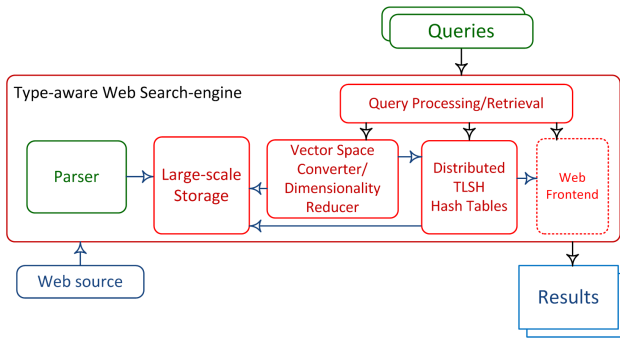 Queries
Type-aware Web Search-engine
Query Processing/Retrieval
Parser
Large-scale
Storage
Vector Space
Converter/
Dimensionality
Reducer
Distributed
TLSH
Hash Tables
Web
Frontend
Web source
Results